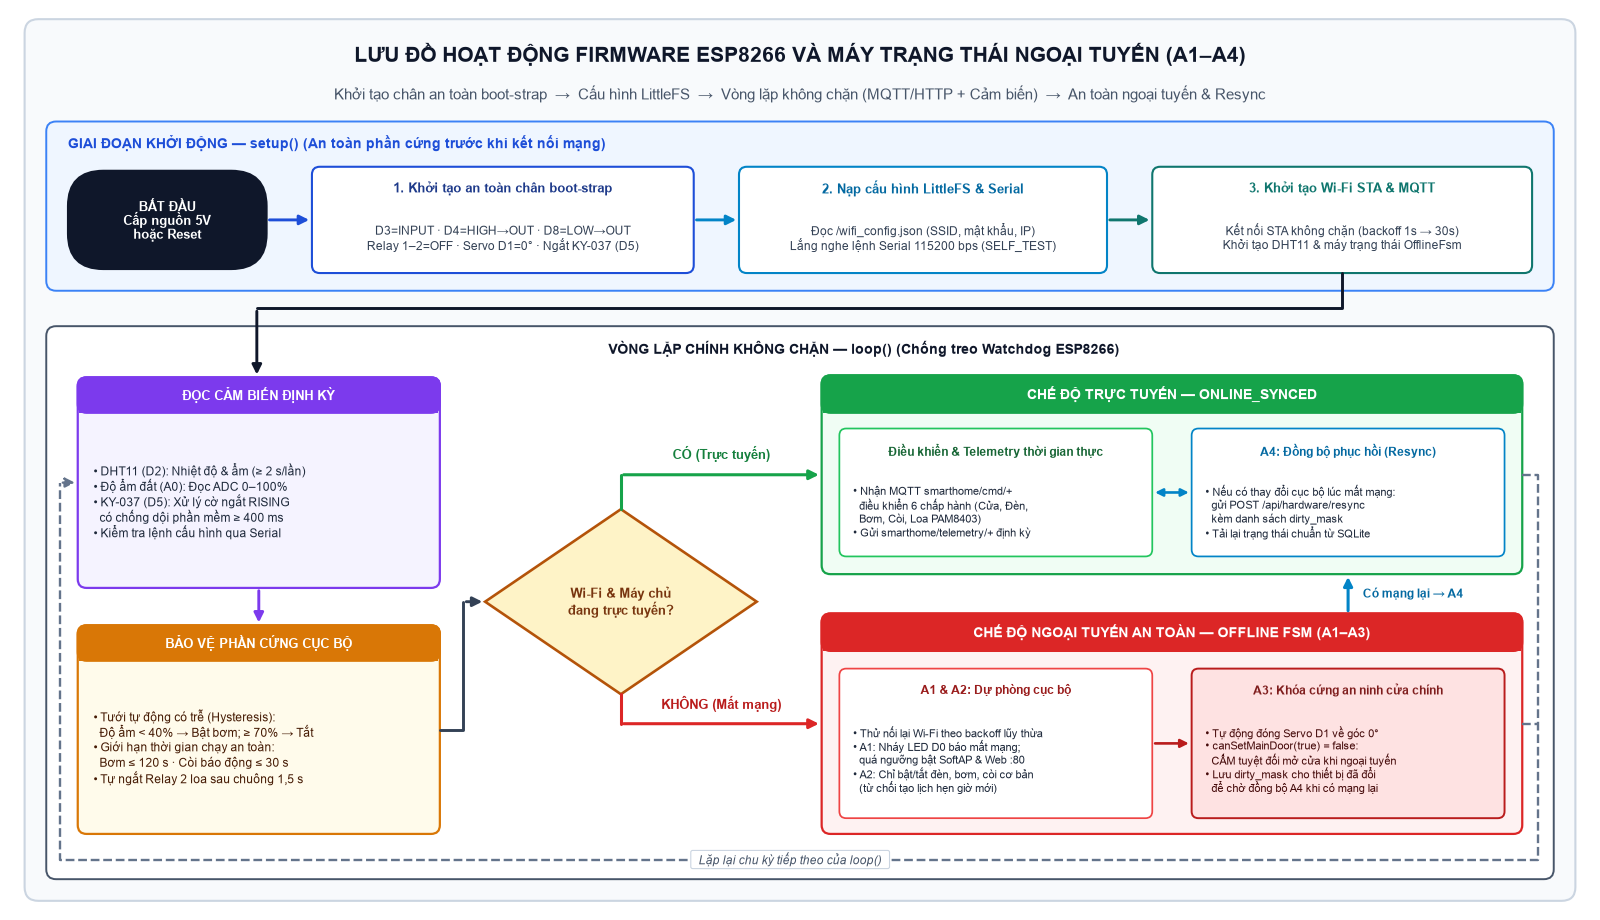 LƯU ĐỒ HOẠT ĐỘNG FIRMWARE ESP8266 VÀ MÁY TRẠNG THÁI NGOẠI TUYẾN (A1–A4)
Khởi tạo chân an toàn boot-strap → Cấu hình LittleFS → Vòng lặp không chặn (MQTT/HTTP + Cảm biến) → An toàn ngoại tuyến & Resync
GIAI ĐOẠN KHỞI ĐỘNG — setup() (An toàn phần cứng trước khi kết nối mạng)
BẮT ĐẦU
Cấp nguồn 5V
hoặc Reset
1. Khởi tạo an toàn chân boot-strap
D3=INPUT · D4=HIGH→OUT · D8=LOW→OUT
Relay 1–2=OFF · Servo D1=0° · Ngắt KY-037 (D5)
2. Nạp cấu hình LittleFS & Serial
Đọc /wifi_config.json (SSID, mật khẩu, IP)
Lắng nghe lệnh Serial 115200 bps (SELF_TEST)
3. Khởi tạo Wi-Fi STA & MQTT
Kết nối STA không chặn (backoff 1s → 30s)
Khởi tạo DHT11 & máy trạng thái OfflineFsm
VÒNG LẶP CHÍNH KHÔNG CHẶN — loop() (Chống treo Watchdog ESP8266)
ĐỌC CẢM BIẾN ĐỊNH KỲ
• DHT11 (D2): Nhiệt độ & ẩm (≥ 2 s/lần)
• Độ ẩm đất (A0): Đọc ADC 0–100%
• KY-037 (D5): Xử lý cờ ngắt RISING
có chống dội phần mềm ≥ 400 ms
• Kiểm tra lệnh cấu hình qua Serial
BẢO VỆ PHẦN CỨNG CỤC BỘ
• Tưới tự động có trễ (Hysteresis):
Độ ẩm < 40% → Bật bơm; ≥ 70% → Tắt
• Giới hạn thời gian chạy an toàn:
Bơm ≤ 120 s · Còi báo động ≤ 30 s
• Tự ngắt Relay 2 loa sau chuông 1,5 s
Wi-Fi & Máy chủ
đang trực tuyến?
CÓ (Trực tuyến)
KHÔNG (Mất mạng)
CHẾ ĐỘ TRỰC TUYẾN — ONLINE_SYNCED
Điều khiển & Telemetry thời gian thực
• Nhận MQTT smarthome/cmd/+
điều khiển 6 chấp hành (Cửa, Đèn,
Bơm, Còi, Loa PAM8403)
• Gửi smarthome/telemetry/+ định kỳ
A4: Đồng bộ phục hồi (Resync)
• Nếu có thay đổi cục bộ lúc mất mạng:
gửi POST /api/hardware/resync
kèm danh sách dirty_mask
• Tải lại trạng thái chuẩn từ SQLite
Có mạng lại → A4
CHẾ ĐỘ NGOẠI TUYẾN AN TOÀN — OFFLINE FSM (A1–A3)
A1 & A2: Dự phòng cục bộ
• Thử nối lại Wi-Fi theo backoff lũy thừa
• A1: Nháy LED D0 báo mất mạng;
quá ngưỡng bật SoftAP & Web :80
• A2: Chỉ bật/tắt đèn, bơm, còi cơ bản
(từ chối tạo lịch hẹn giờ mới)
A3: Khóa cứng an ninh cửa chính
• Tự động đóng Servo D1 về góc 0°
• canSetMainDoor(true) = false:
CẤM tuyệt đối mở cửa khi ngoại tuyến
• Lưu dirty_mask cho thiết bị đã đổi
để chờ đồng bộ A4 khi có mạng lại
Lặp lại chu kỳ tiếp theo của loop()